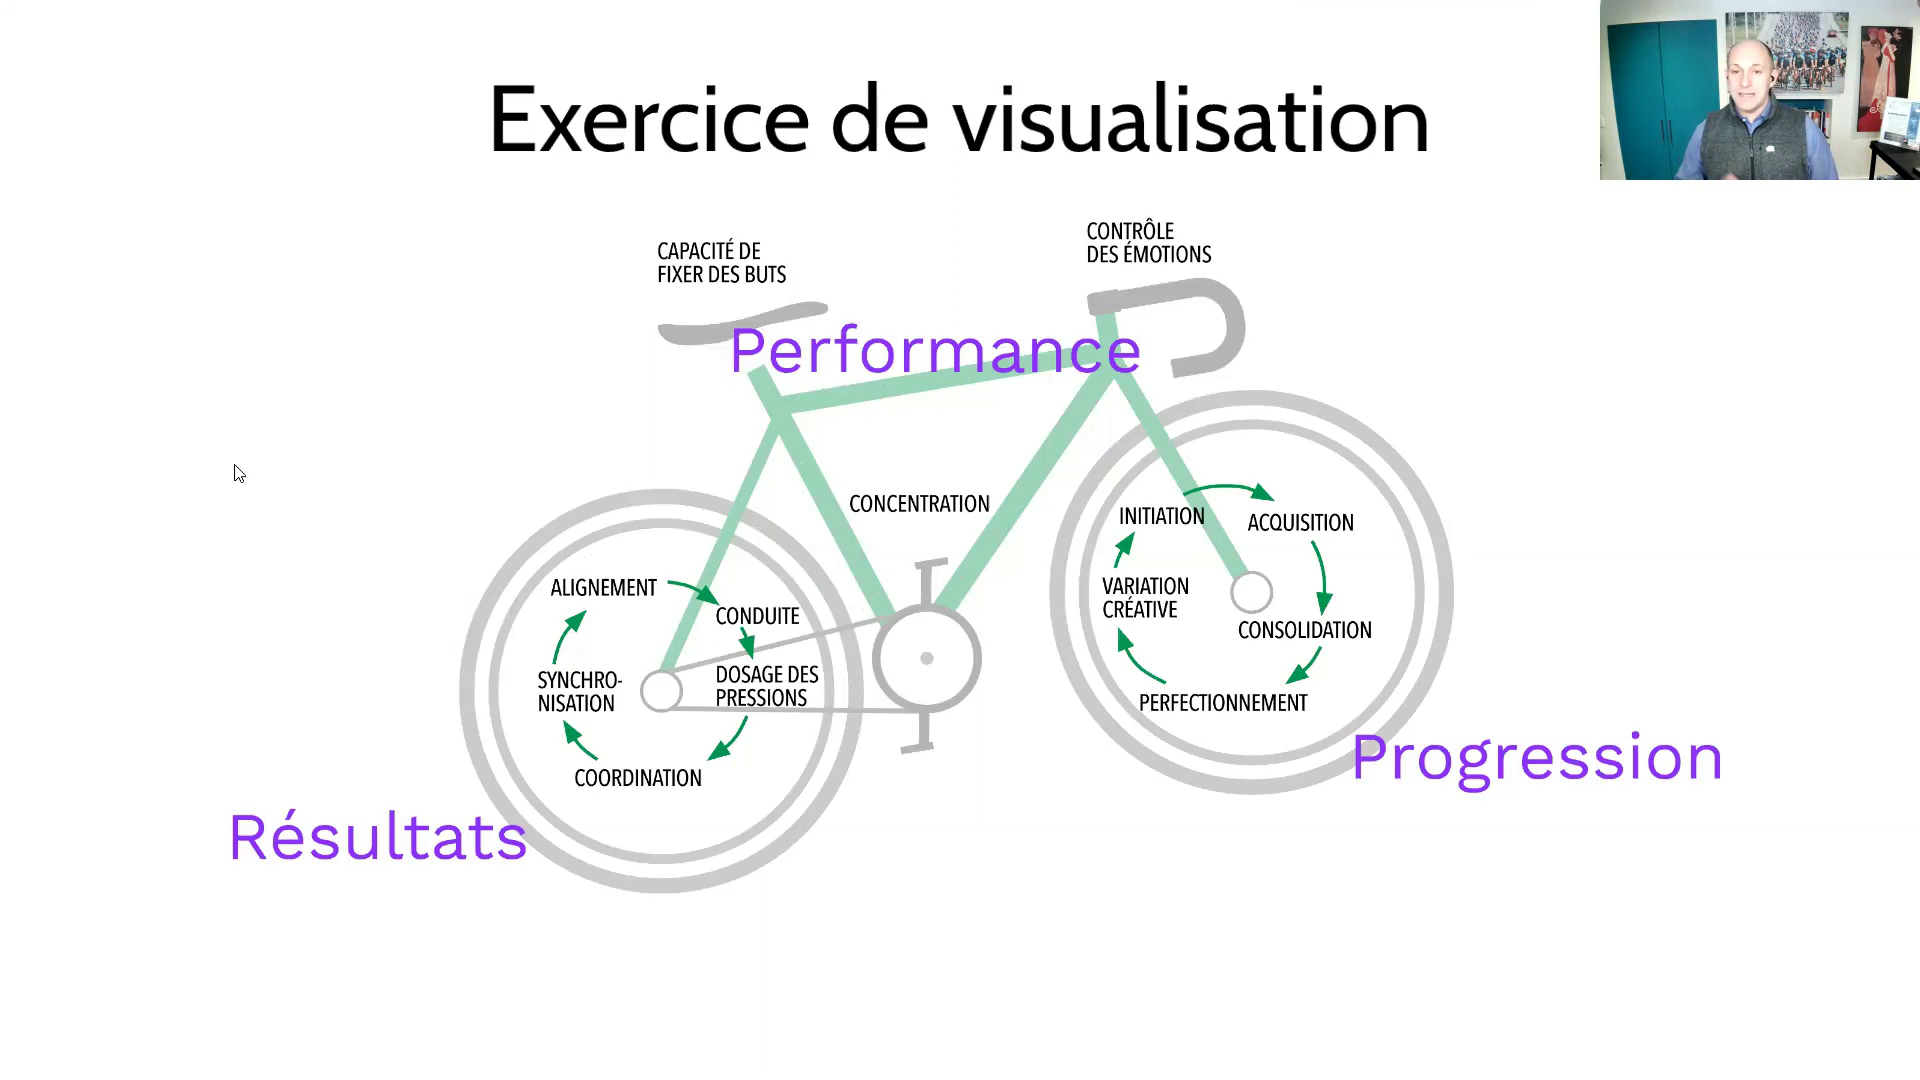 Exercice de visualisation
CAPACITÉ DE
FIXER DES BUTS
CONTRÔLE
DES ÉMOTIONS
Performance
CONCENTRATION
INITIATION
ACQUISITION
CONSOLIDATION
PERFECTIONNEMENT
VARIATION
CRÉATIVE
ALIGNEMENT
CONDUITE
DOSAGE DES
PRESSIONS
COORDINATION
SYNCHRO-
NISATION
Progression
Résultats